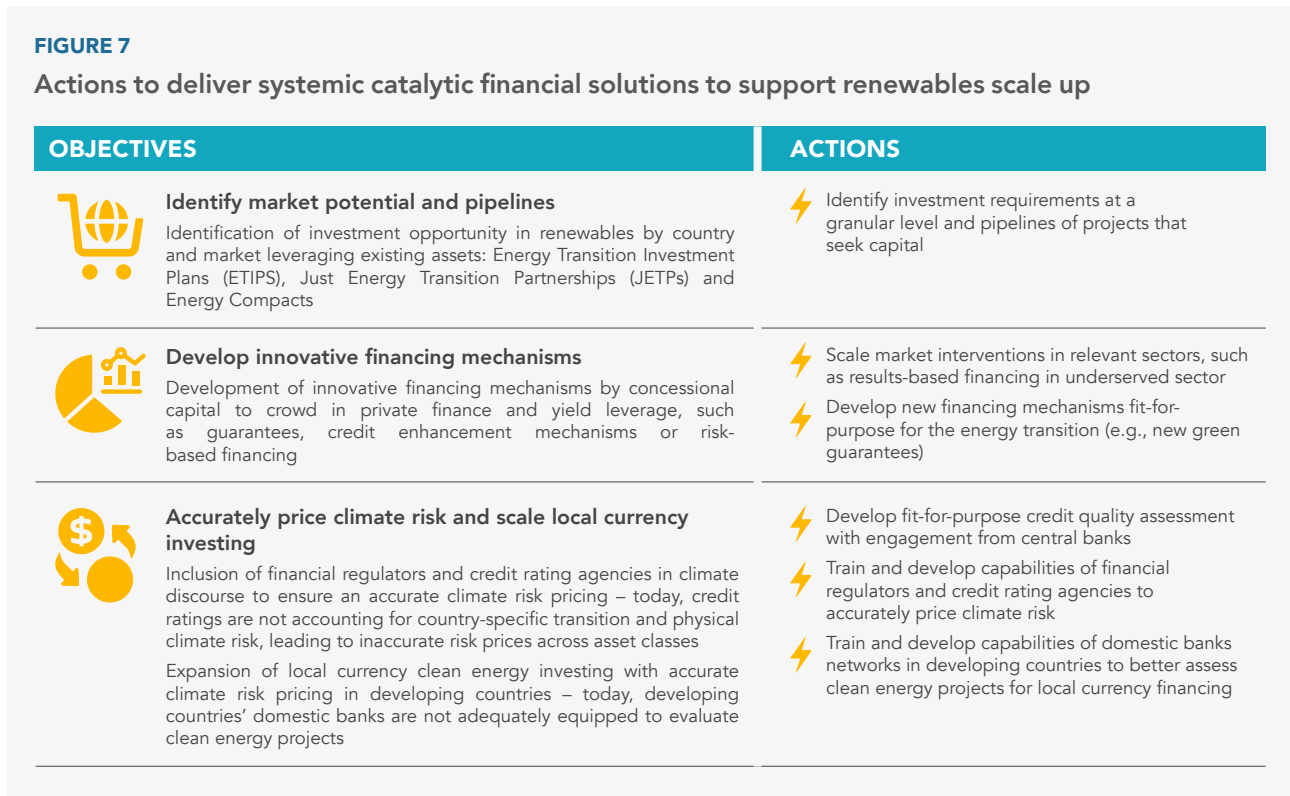 FIGURE 7
Actions to deliver systemic catalytic financial solutions to support renewables scale up
OBJECTIVES
ACTIONS
Identify market potential and pipelines
Identification of investment opportunity in renewables by country
and market leveraging existing assets: Energy Transition Investment
Plans (ETIPS), Just Energy Transition Partnerships (JETPs) and
Energy Compacts
Identify investment requirements at a
granular level and pipelines of projects that
seek capital
Develop innovative financing mechanisms
Development of innovative financing mechanisms by concessional
capital to crowd in private finance and yield leverage, such
as guarantees, credit enhancement mechanisms or risk-
based financing
Scale market interventions in relevant sectors, such
as results-based financing in underserved sector
Develop new financing mechanisms fit-for-
purpose for the energy transition (e.g., new green
guarantees)
$
Accurately price climate risk and scale local currency
investing
Inclusion of financial regulators and credit rating agencies in climate
discourse to ensure an accurate climate risk pricing – today, credit
ratings are not accounting for country-specific transition and physical
climate risk, leading to inaccurate risk prices across asset classes
Expansion of local currency clean energy investing with accurate
climate risk pricing in developing countries – today, developing
countries' domestic banks are not adequately equipped to evaluate
clean energy projects
Develop fit-for-purpose credit quality assessment
with engagement from central banks
Train and develop capabilities of financial
regulators and credit rating agencies to
accurately price climate risk
Train and develop capabilities of domestic banks
networks in developing countries to better assess
clean energy projects for local currency financing